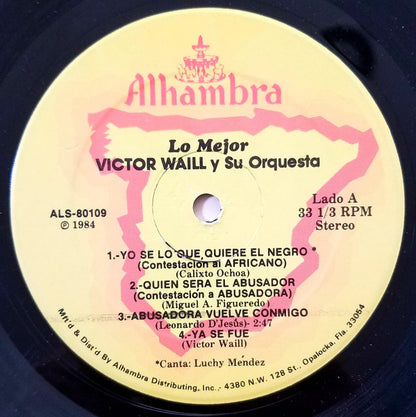 Alhambra
Lo Mejor
VICTOR WAILL y Su Orquesta
ALS-80109
℗ 1984
Lado A
33 1/3 RPM
Stereo
1.-YO SE LO QUE QUIERE EL NEGRO *
(Contestación al AFRICANO)
(Calixto Ochoa)
2.-QUIEN SERA EL ABUSADOR
(Contestación a ABUSADORA)
(Miguel A. Figueredo)
3.-ABUSADORA VUELVE CONMIGO
(Leonardo D'Jesús)- 2:47
4.-YA SE FUE
(Victor Waill)
*Canta: Luchy Méndez
Mft'd & Dist'd By Alhambra Distributing, Inc.- 4380 N.W. 128 St., Opalocka, Fla. 33054